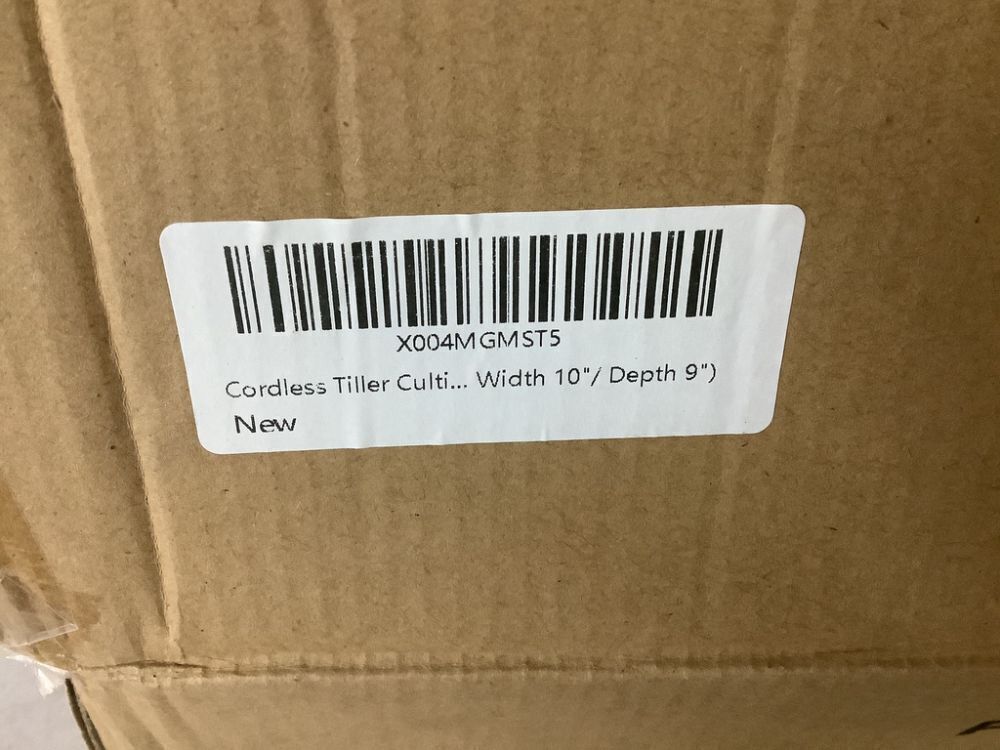 X004MGMST5
Cordless Tiller Culti... Width 10"/ Depth 9")
New